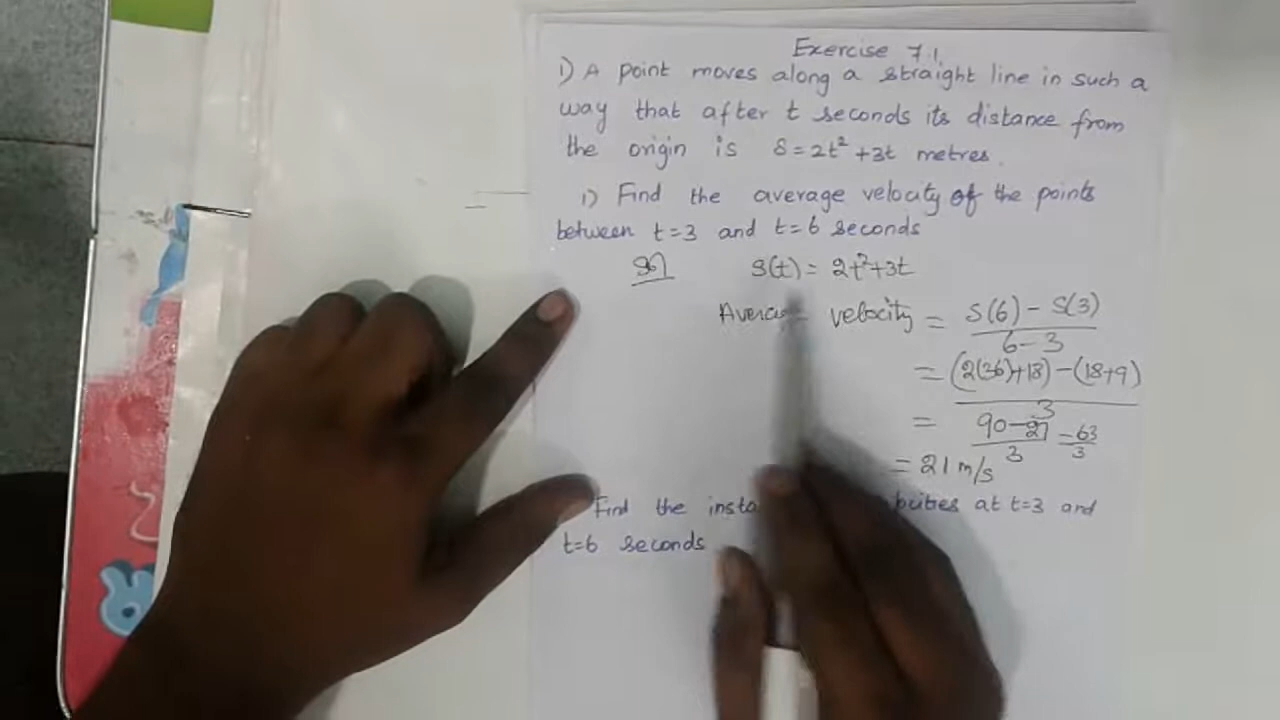 Exercise 7.1
1) A point moves along a straight line in such a
way that after t seconds its distance from
the origin is s=2t²+3t metres.
i) Find the average velocity of the points
between t=3 and t=6 seconds
Sol s(t) = 2t²+3t
velocity = s(6) - s(3)
6-3
= (2(36)+18) - (18+9)
3
= 90-27 = 63
3 3
= 21 m/s
Find the at t=3 and
t=6 seconds